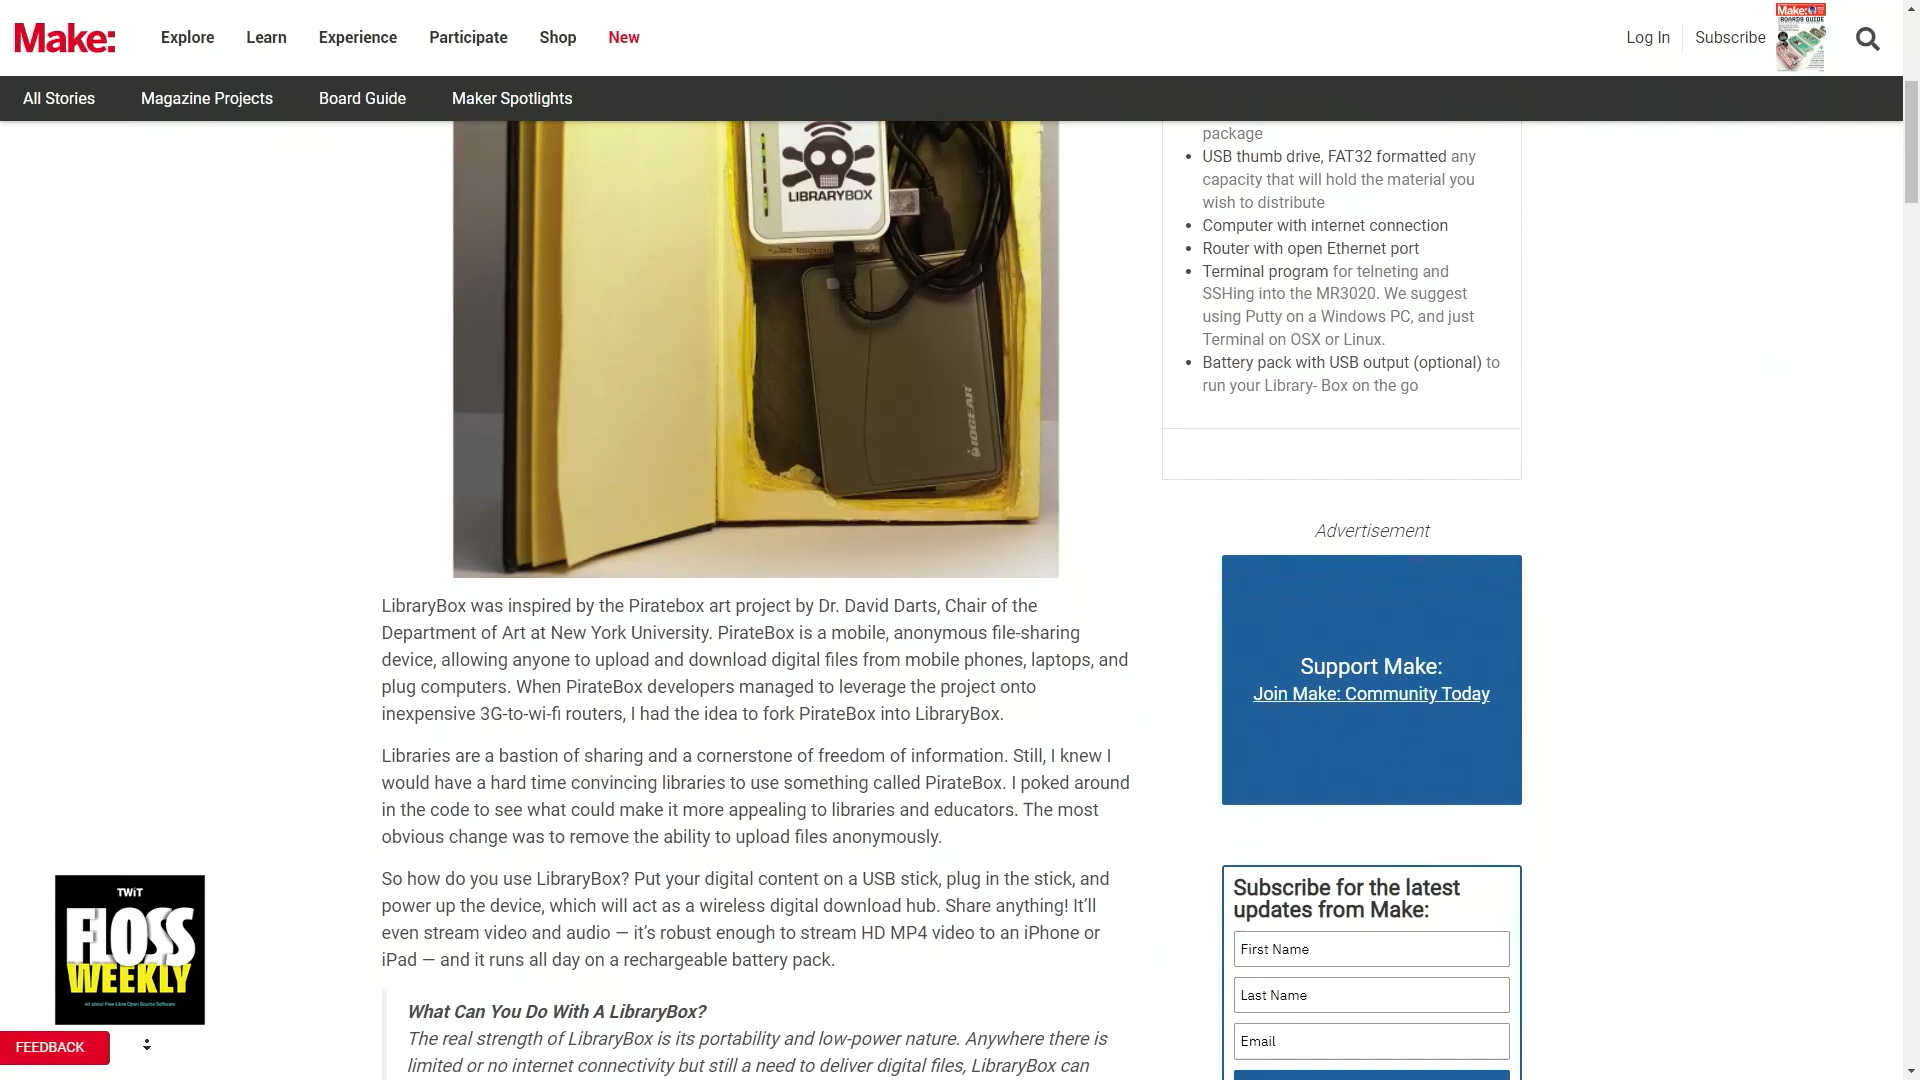 Make:
Explore
Learn
Experience
Participate
Shop
New
Log In
Subscribe
Make:
BOARDS GUIDE
All Stories
Magazine Projects
Board Guide
Maker Spotlights
LIBRARYBOX
IOGEAR
LibraryBox was inspired by the Piratebox art project by Dr. David Darts, Chair of the
Department of Art at New York University. PirateBox is a mobile, anonymous file-sharing
device, allowing anyone to upload and download digital files from mobile phones, laptops, and
plug computers. When PirateBox developers managed to leverage the project onto
inexpensive 3G-to-wi-fi routers, I had the idea to fork PirateBox into LibraryBox.
Libraries are a bastion of sharing and a cornerstone of freedom of information. Still, I knew I
would have a hard time convincing libraries to use something called PirateBox. I poked around
in the code to see what could make it more appealing to libraries and educators. The most
obvious change was to remove the ability to upload files anonymously.
So how do you use LibraryBox? Put your digital content on a USB stick, plug in the stick, and
power up the device, which will act as a wireless digital download hub. Share anything! It’ll
even stream video and audio — it’s robust enough to stream HD MP4 video to an iPhone or
iPad — and it runs all day on a rechargeable battery pack.
What Can You Do With A LibraryBox?
The real strength of LibraryBox is its portability and low-power nature. Anywhere there is
limited or no internet connectivity but still a need to deliver digital files, LibraryBox can
package
• USB thumb drive, FAT32 formatted any
capacity that will hold the material you
wish to distribute
• Computer with internet connection
• Router with open Ethernet port
• Terminal program for telneting and
SSHing into the MR3020. We suggest
using Putty on a Windows PC, and just
Terminal on OSX or Linux.
• Battery pack with USB output (optional) to
run your Library- Box on the go
Advertisement
Support Make:
Join Make: Community Today
Subscribe for the latest
updates from Make:
First Name
Last Name
Email
TWiT
FLOSS
WEEKLY
All about Free Libre Open Source Software
FEEDBACK